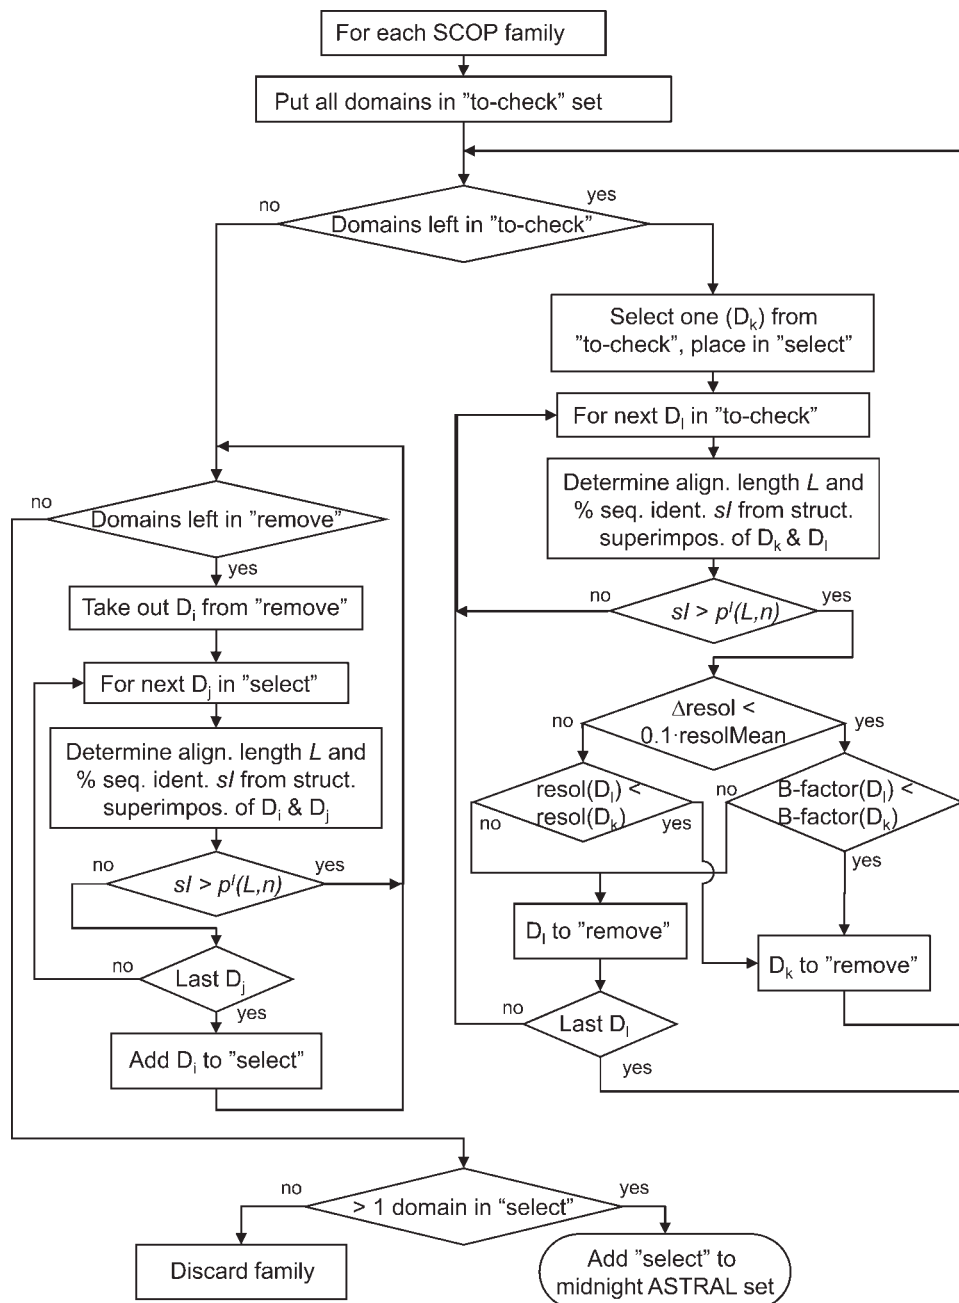 For each SCOP family
Put all domains in ”to-check” set
no
yes
Domains left in ”to-check”
Select one (Dk) from
”to-check”, place in ”select”
For next Dl in ”to-check”
Determine align. length L and
% seq. ident. sI from struct.
superimpos. of Dk & Dl
no
yes
sI > pI(L,n)
Δresol <
0.1·resolMean
no
yes
resol(Dl) <
resol(Dk)
no
yes
B-factor(Dl) <
B-factor(Dk)
no
yes
Dl to ”remove”
Dk to ”remove”
no
Last Dl
yes
no
Domains left in ”remove”
yes
Take out Di from ”remove”
For next Dj in ”select”
Determine align. length L and
% seq. ident. sI from struct.
superimpos. of Di & Dj
no
yes
sI > pI(L,n)
no
Last Dj
yes
Add Di to ”select”
no
yes
> 1 domain in “select”
Discard family
Add ”select” to
midnight ASTRAL set